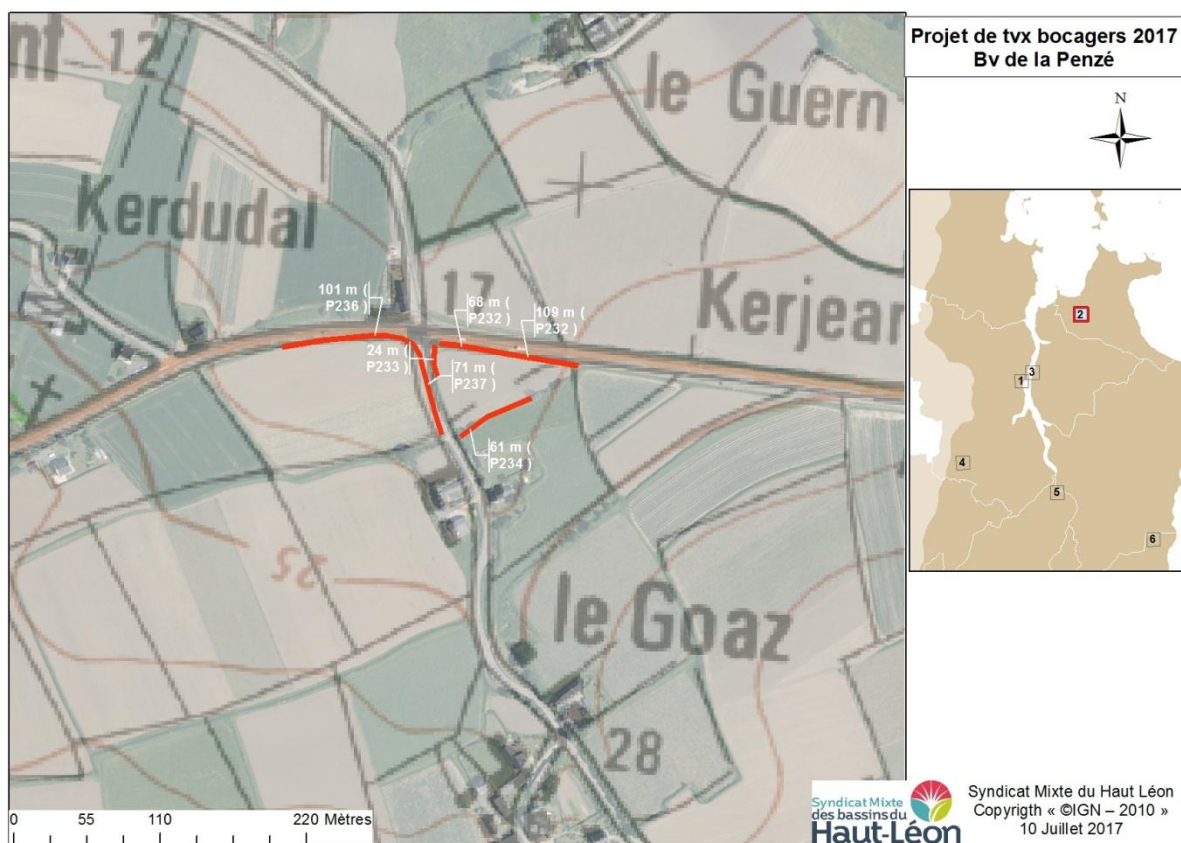 Projet de tvx bocagers 2017
Bv de la Penzé
N
12
le Guern
Kerdudal
17
Kerjean
101 m (
P236 )
68 m (
P232 )
109 m (
P232 )
24 m (
P233 )
71 m (
P237 )
61 m (
P234 )
25
le Goaz
28
2
3
1
4
5
6
0 55 110 220 Mètres
Syndicat Mixte
des bassins du
Haut-Léon
Syndicat Mixte du Haut Léon
Copyrigth « ©IGN – 2010 »
10 Juillet 2017